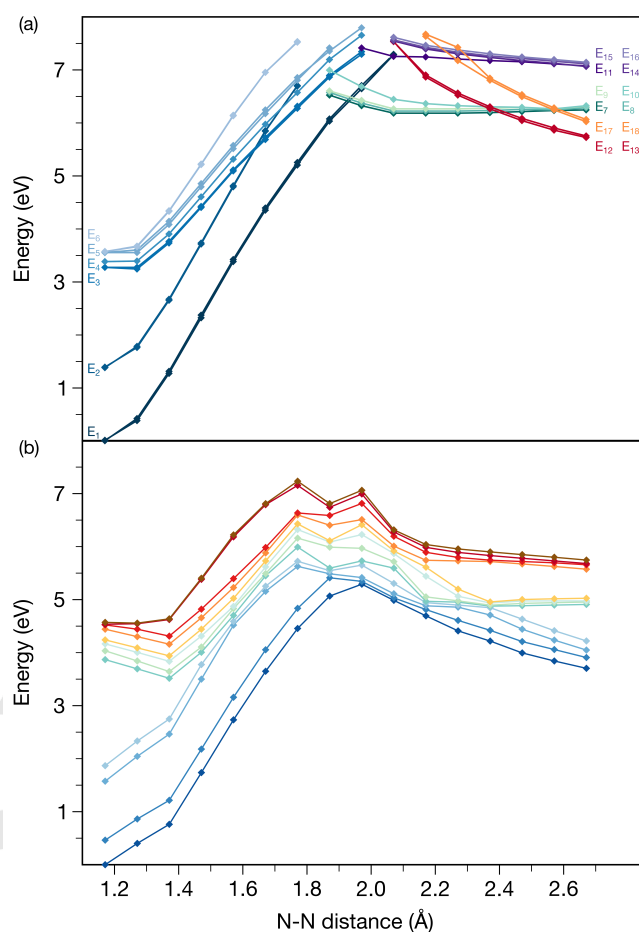 (a)
7
5
3
1
Energy (eV)
E6
E5
E4
E3
E2
E1
E15 E16
E11 E14
E9 E10
E7 E8
E17 E18
E12 E13
(b)
7
5
3
1
Energy (eV)
1.2 1.4 1.6 1.8 2.0 2.2 2.4 2.6
N-N distance (Å)